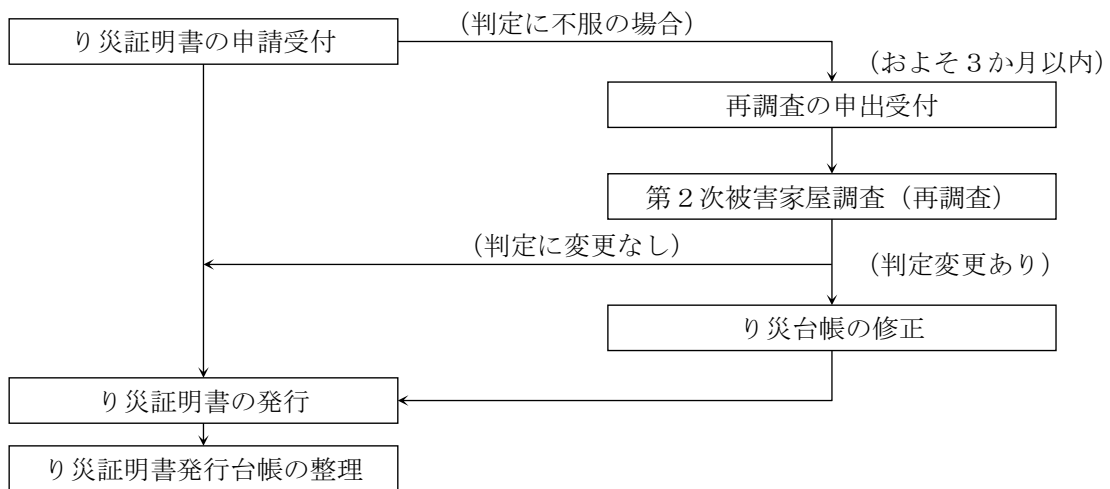 り災証明書の申請受付
（判定に不服の場合）
（およそ３か月以内）
再調査の申出受付
第２次被害家屋調査（再調査）
（判定に変更なし）
（判定変更あり）
り災台帳の修正
り災証明書の発行
り災証明書発行台帳の整理